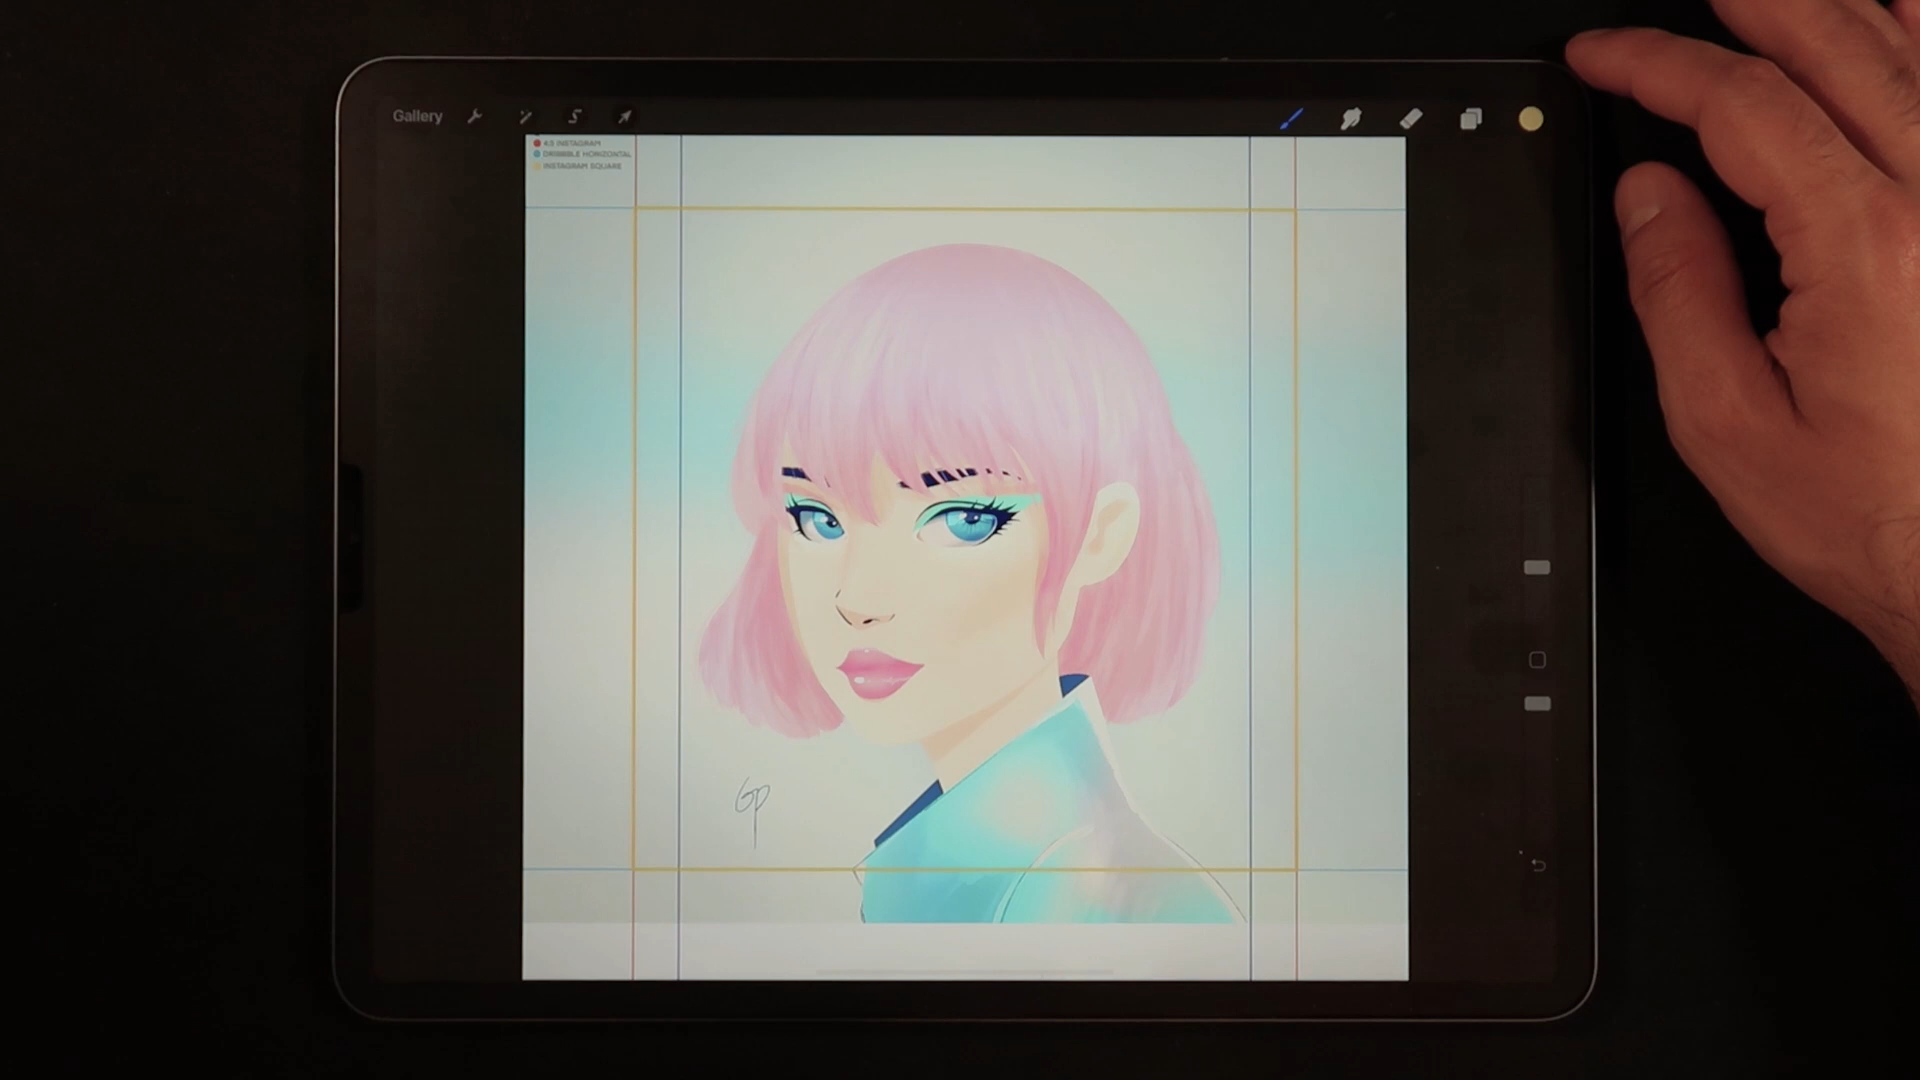 Gallery
4:5 INSTAGRAM
DRIBBBLE HORIZONTAL
INSTAGRAM SQUARE
GP